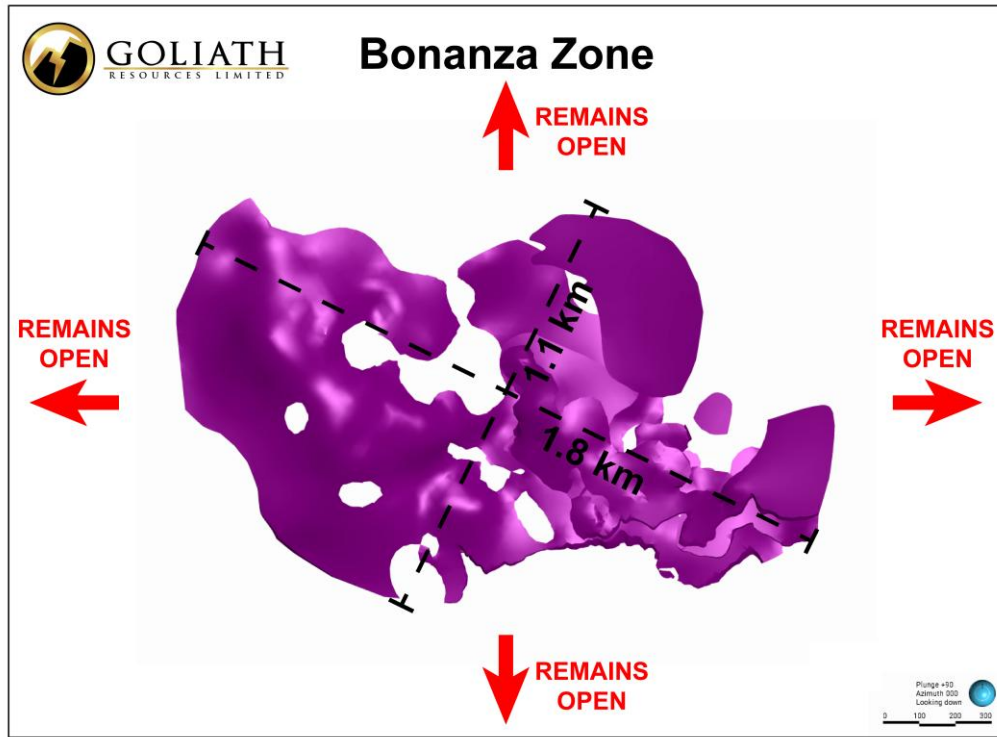 GOLIATH
RESOURCES LIMITED
Bonanza Zone
REMAINS
OPEN
REMAINS
OPEN
1.1 km
1.8 km
REMAINS
OPEN
REMAINS
OPEN
Plunge +90
Azimuth 000
Looking down
0 100 200 300